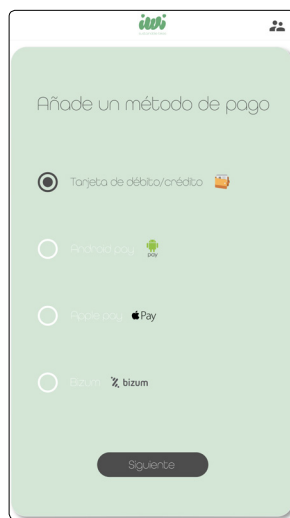 iwi
Añade un método de pago
Tarjeta de débito/crédito
Android pay pay
Apple pay Pay
Bizum bizum
Siguiente